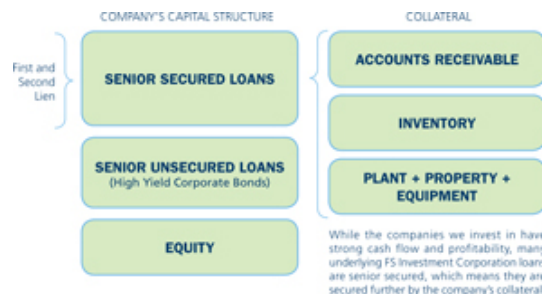 COMPANY'S CAPITAL STRUCTURE
First and
Second
Lien
SENIOR SECURED LOANS
SENIOR UNSECURED LOANS
(High Yield Corporate Bonds)
EQUITY
COLLATERAL
ACCOUNTS RECEIVABLE
INVENTORY
PLANT + PROPERTY +
EQUIPMENT
While the companies we invest in have
strong cash flow and profitability, many
underlying FS Investment Corporation loans
are senior secured, which means they are
secured further by the company's collateral